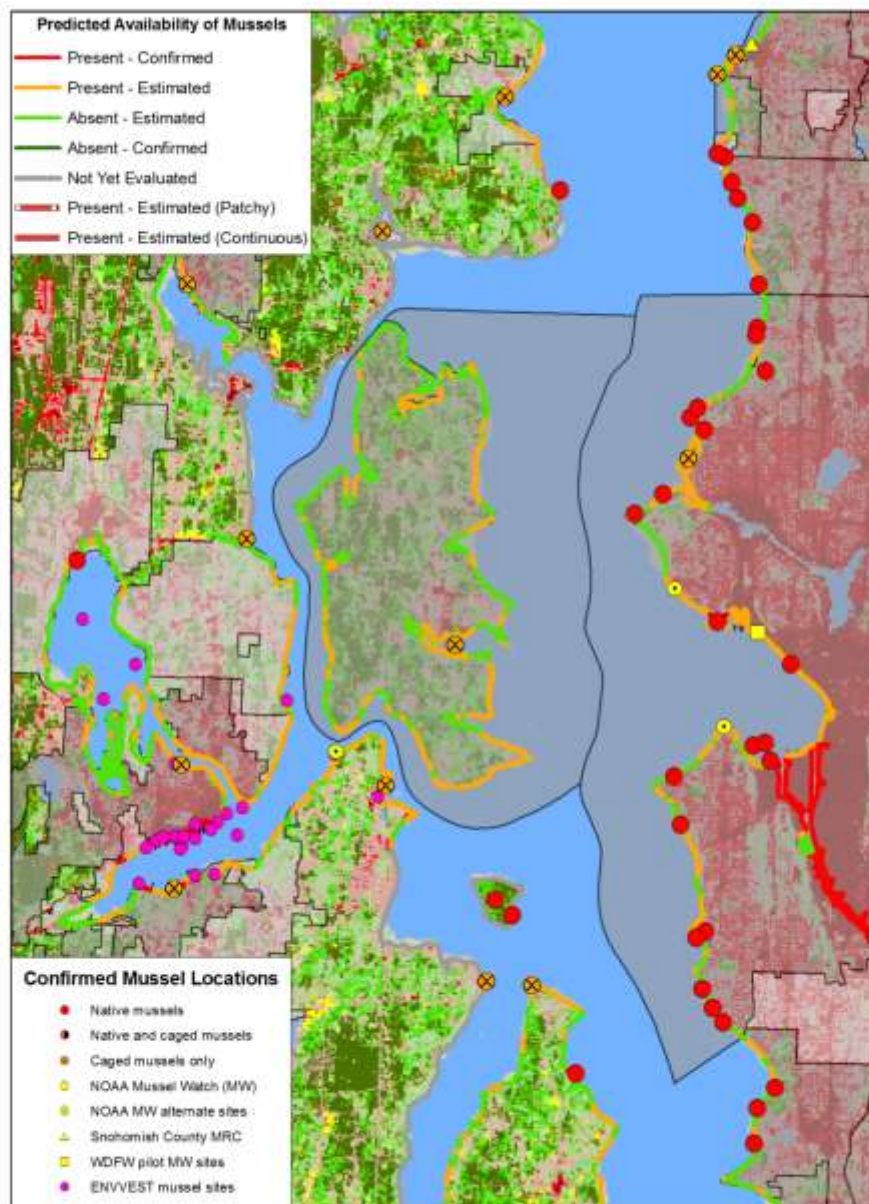 Predicted Availability of Mussels
Present - Confirmed
Present - Estimated
Absent - Estimated
Absent - Confirmed
Not Yet Evaluated
Present - Estimated (Patchy)
Present - Estimated (Continuous)
Confirmed Mussel Locations
Native mussels
Native and caged mussels
Caged mussels only
NOAA Mussel Watch (MW)
NOAA MW alternate sites
Snohomish County MRC
WDFW pilot MW sites
ENVVEST mussel sites